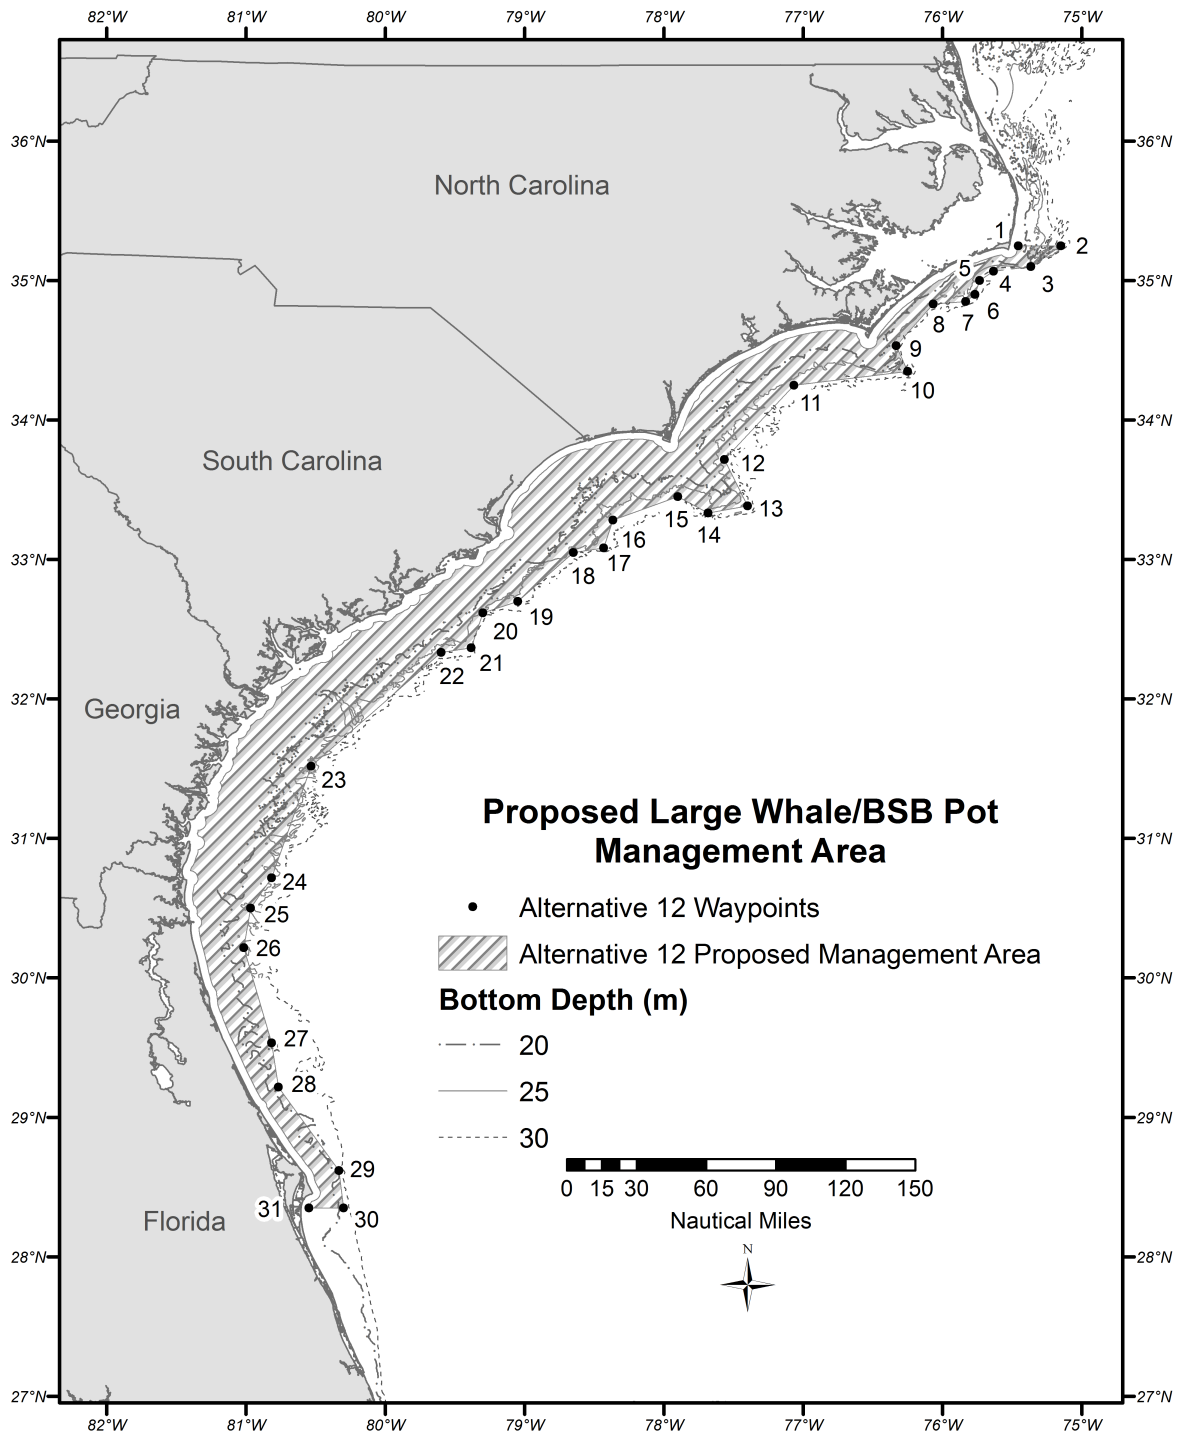 82°W 81°W 80°W 79°W 78°W 77°W 76°W 75°W
36°N 36°N
North Carolina
1 2
5
35°N 4 3 35°N
6
8 7
9
10
11
34°N 34°N
South Carolina
12
13
15 14
16
33°N 17 33°N
18
19
20
21
22
32°N 32°N
Georgia
23
Proposed Large Whale/BSB Pot
31°N 31°N
Management Area
24
25 Alternative 12 Waypoints
26 Alternative 12 Proposed Management Area
30°N 30°N
Bottom Depth (m)
27 20
28 25
29°N 29°N
30
29
0 15 30 60 90 120 150
31 30
Florida Nautical Miles
N
28°N 28°N
27°N 27°N
82°W 81°W 80°W 79°W 78°W 77°W 76°W 75°W